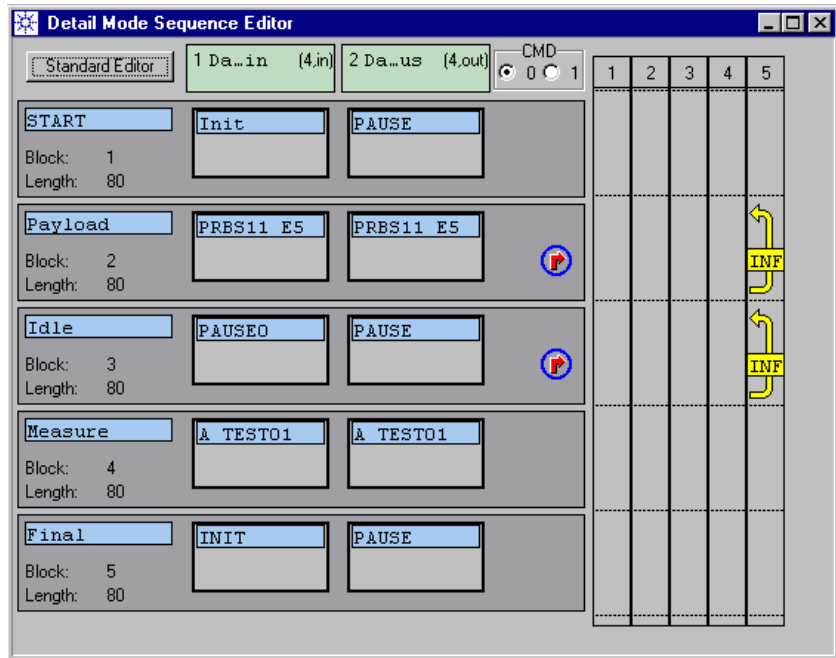 Detail Mode Sequence Editor
Standard Editor
1 Da…in (4,in)
2 Da…us (4,out)
CMD
0 1
1 2 3 4 5
START
Init
PAUSE
Block: 1
Length: 80
Payload
PRBS11 E5
PRBS11 E5
Block: 2
Length: 80
INF
Idle
PAUSE0
PAUSE
Block: 3
Length: 80
INF
Measure
A TEST01
A TEST01
Block: 4
Length: 80
Final
INIT
PAUSE
Block: 5
Length: 80